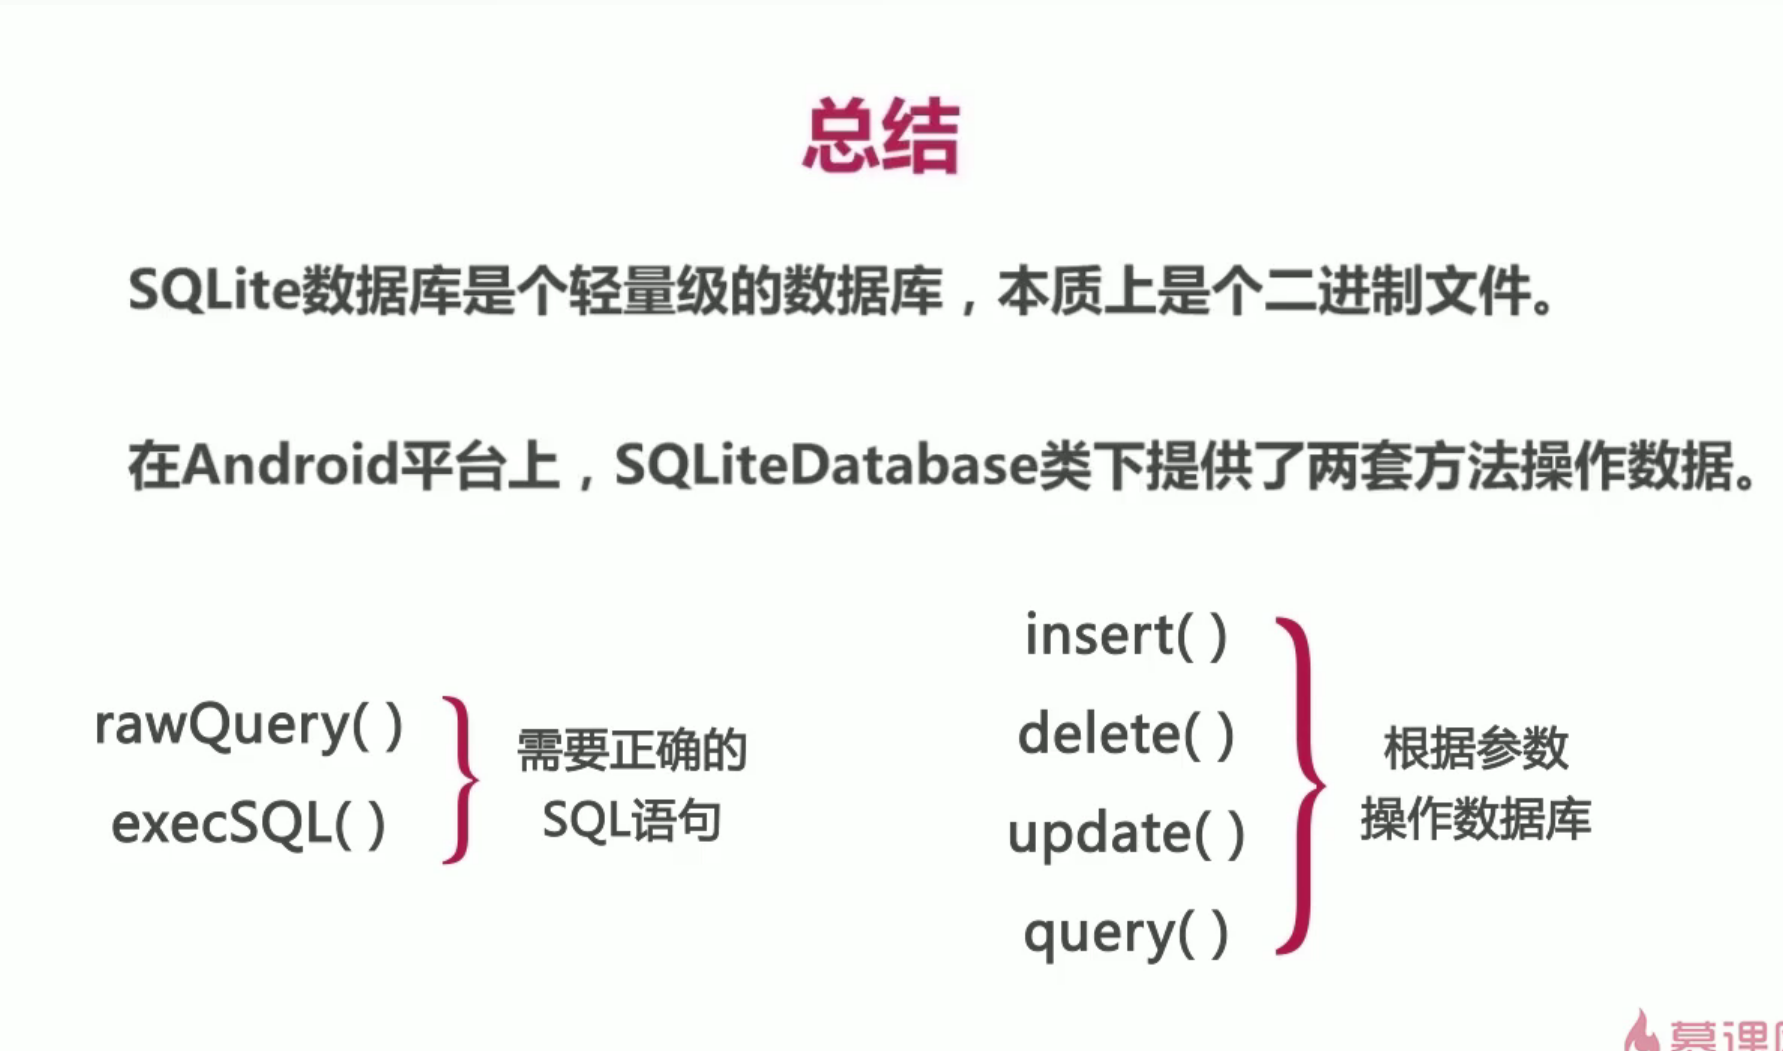 总结
SQLite数据库是个轻量级的数据库，本质上是个二进制文件。
在Android平台上，SQLiteDatabase类下提供了两套方法操作数据。
rawQuery( )
execSQL( )
需要正确的
SQL语句
insert( )
delete( )
update( )
query( )
根据参数
操作数据库
慕课